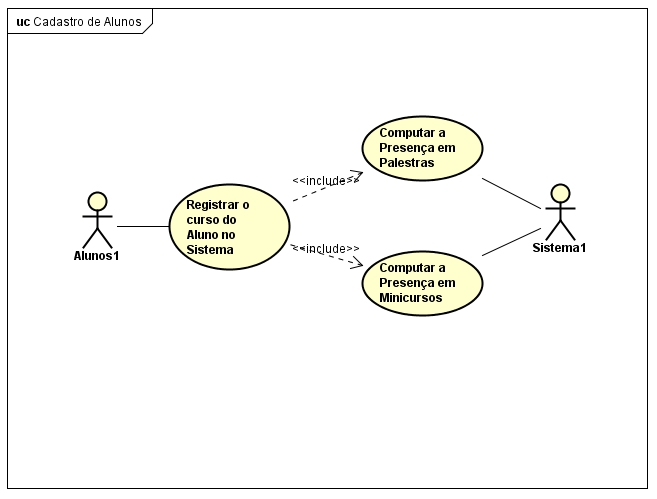 uc Cadastro de Alunos
Computar a
Presença em
Palestras
<<include>>
Registrar o
curso do
Aluno no
Sistema
Alunos1
Sistema1
<<include>>
Computar a
Presença em
Minicursos